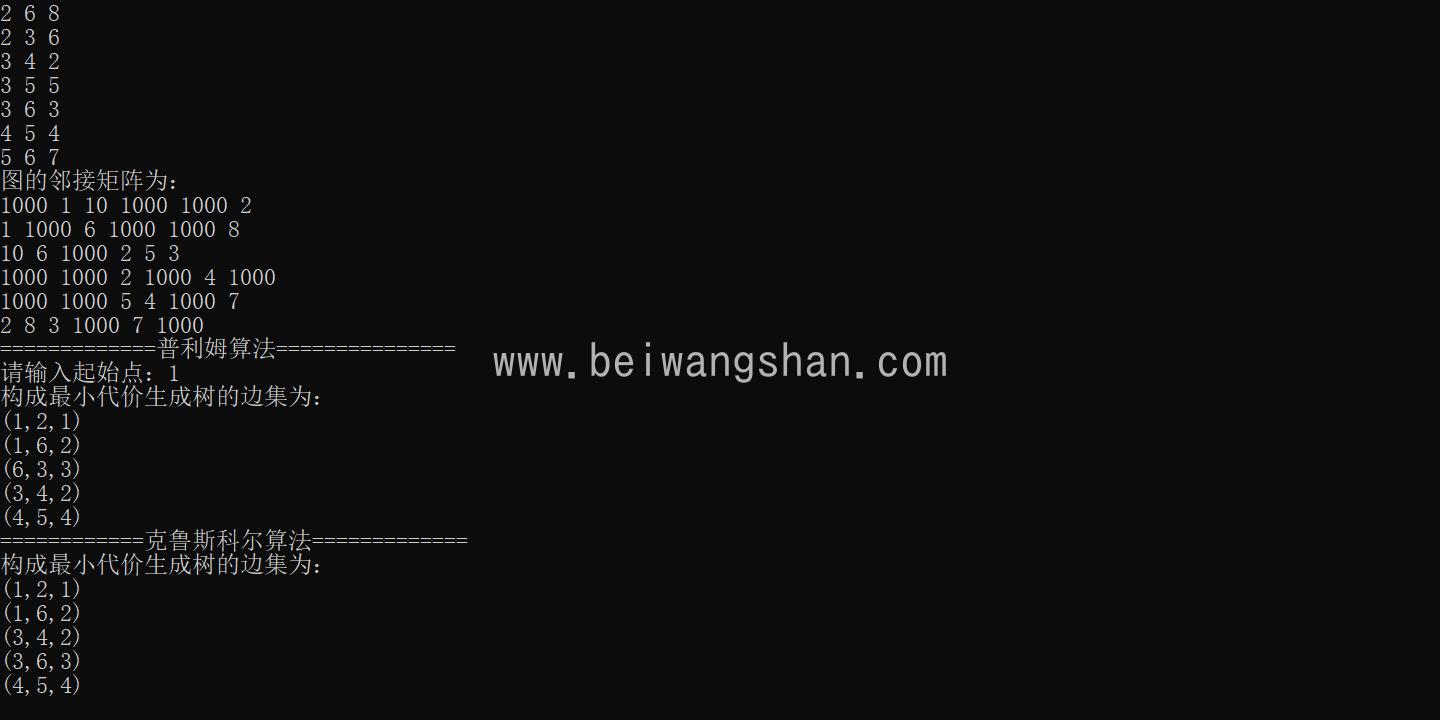 2 6 8
2 3 6
3 4 2
3 5 5
3 6 3
4 5 4
5 6 7
图的邻接矩阵为:
1000 1 10 1000 1000 2
1 1000 6 1000 1000 8
10 6 1000 2 5 3
1000 1000 2 1000 4 1000
1000 1000 5 4 1000 7
2 8 3 1000 7 1000
=============普利姆算法===============
请输入起始点: 1
构成最小代价生成树的边集为:
(1,2,1)
(1,6,2)
(6,3,3)
(3,4,2)
(4,5,4)
============克鲁斯科尔算法=============
构成最小代价生成树的边集为:
(1,2,1)
(1,6,2)
(3,4,2)
(3,6,3)
(4,5,4)
www.beiwangshan.com